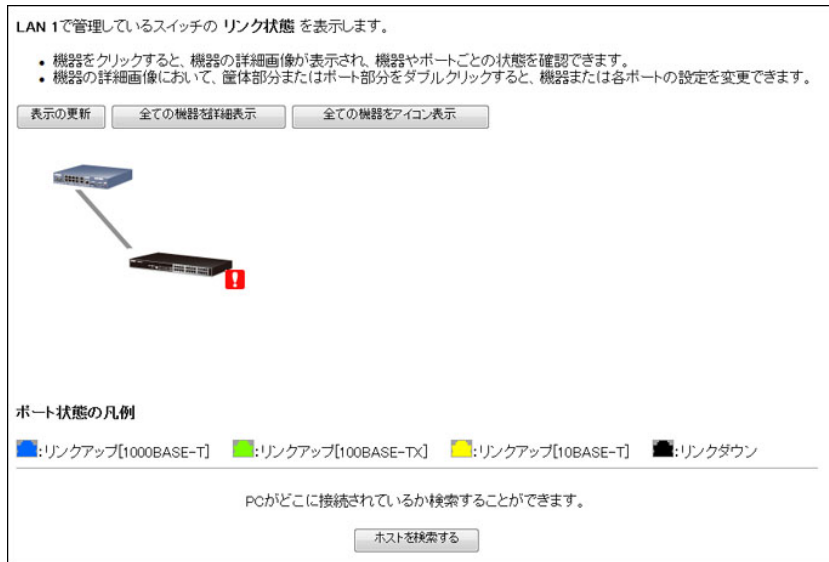 LAN 1で管理しているスイッチの リンク状態 を表示します。
• 機器をクリックすると、機器の詳細画像が表示され、機器やポートごとの状態を確認できます。
• 機器の詳細画像において、筐体部分またはポート部分をダブルクリックすると、機器または各ポートの設定を変更できます。
表示の更新 全ての機器を詳細表示 全ての機器をアイコン表示
!
ポート状態の凡例
:リンクアップ[1000BASE-T] :リンクアップ[100BASE-TX] :リンクアップ[10BASE-T] :リンクダウン
PCがどこに接続されているか検索することができます。
ホストを検索する